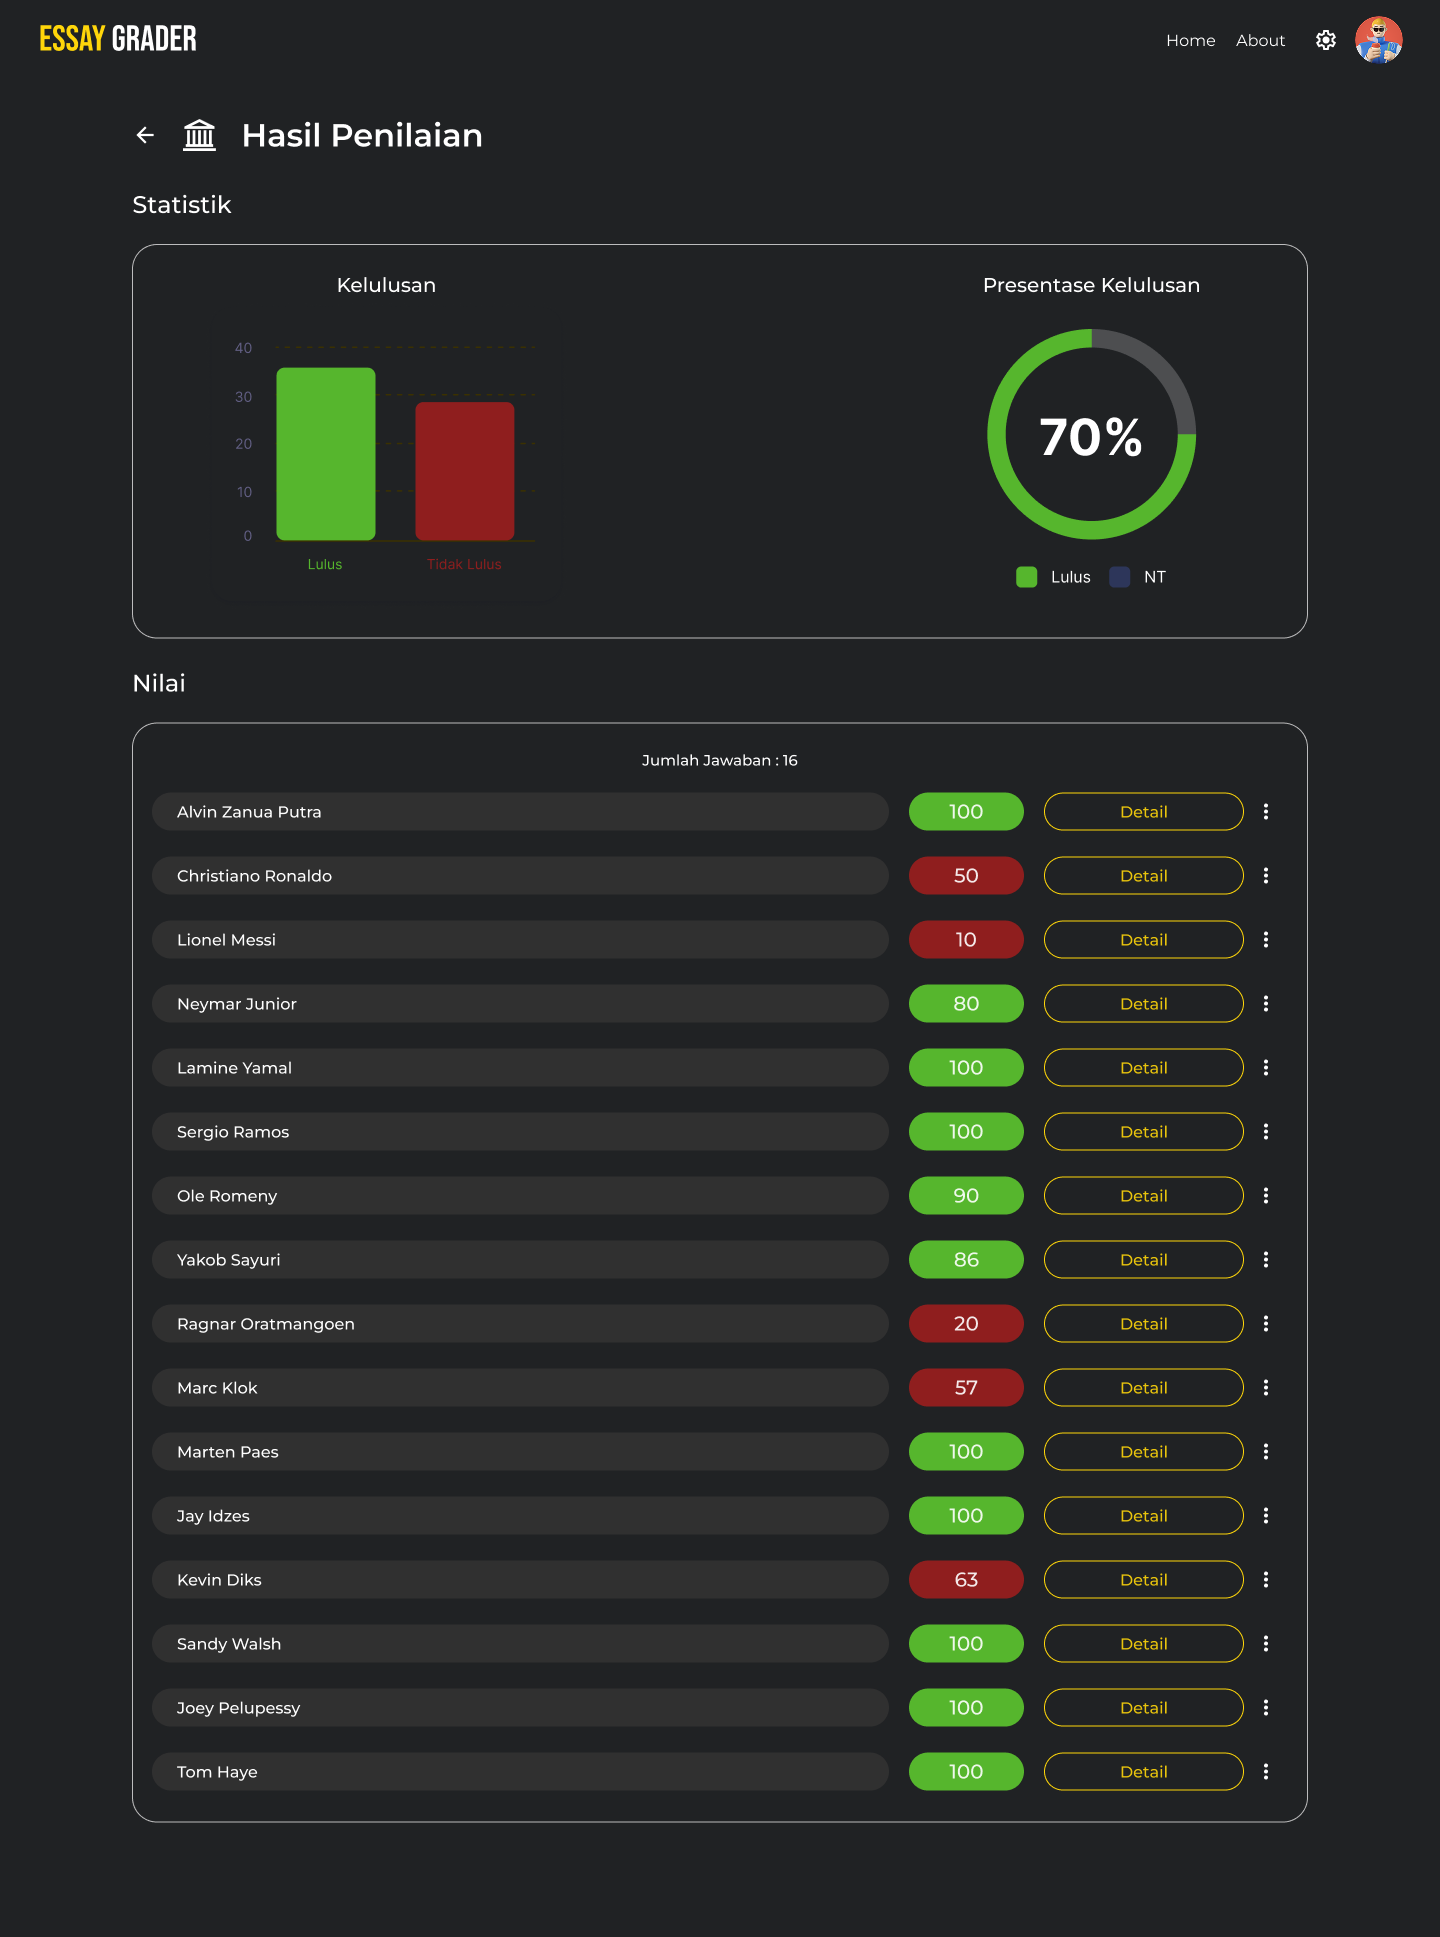 ESSAY GRADER
Home About
Hasil Penilaian
Statistik
Kelulusan
40
30
20
10
0
Lulus Tidak Lulus
Presentase Kelulusan
70%
Lulus NT
Nilai
Jumlah Jawaban : 16
Alvin Zanua Putra 100 Detail
Christiano Ronaldo 50 Detail
Lionel Messi 10 Detail
Neymar Junior 80 Detail
Lamine Yamal 100 Detail
Sergio Ramos 100 Detail
Ole Romeny 90 Detail
Yakob Sayuri 86 Detail
Ragnar Oratmangoen 20 Detail
Marc Klok 57 Detail
Marten Paes 100 Detail
Jay Idzes 100 Detail
Kevin Diks 63 Detail
Sandy Walsh 100 Detail
Joey Pelupessy 100 Detail
Tom Haye 100 Detail